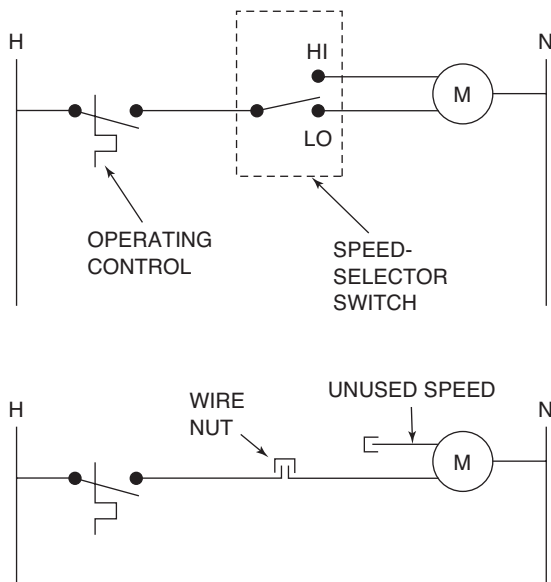 H
N
HI
M
LO
OPERATING
CONTROL
SPEED-
SELECTOR
SWITCH
H
N
WIRE
NUT
UNUSED SPEED
M